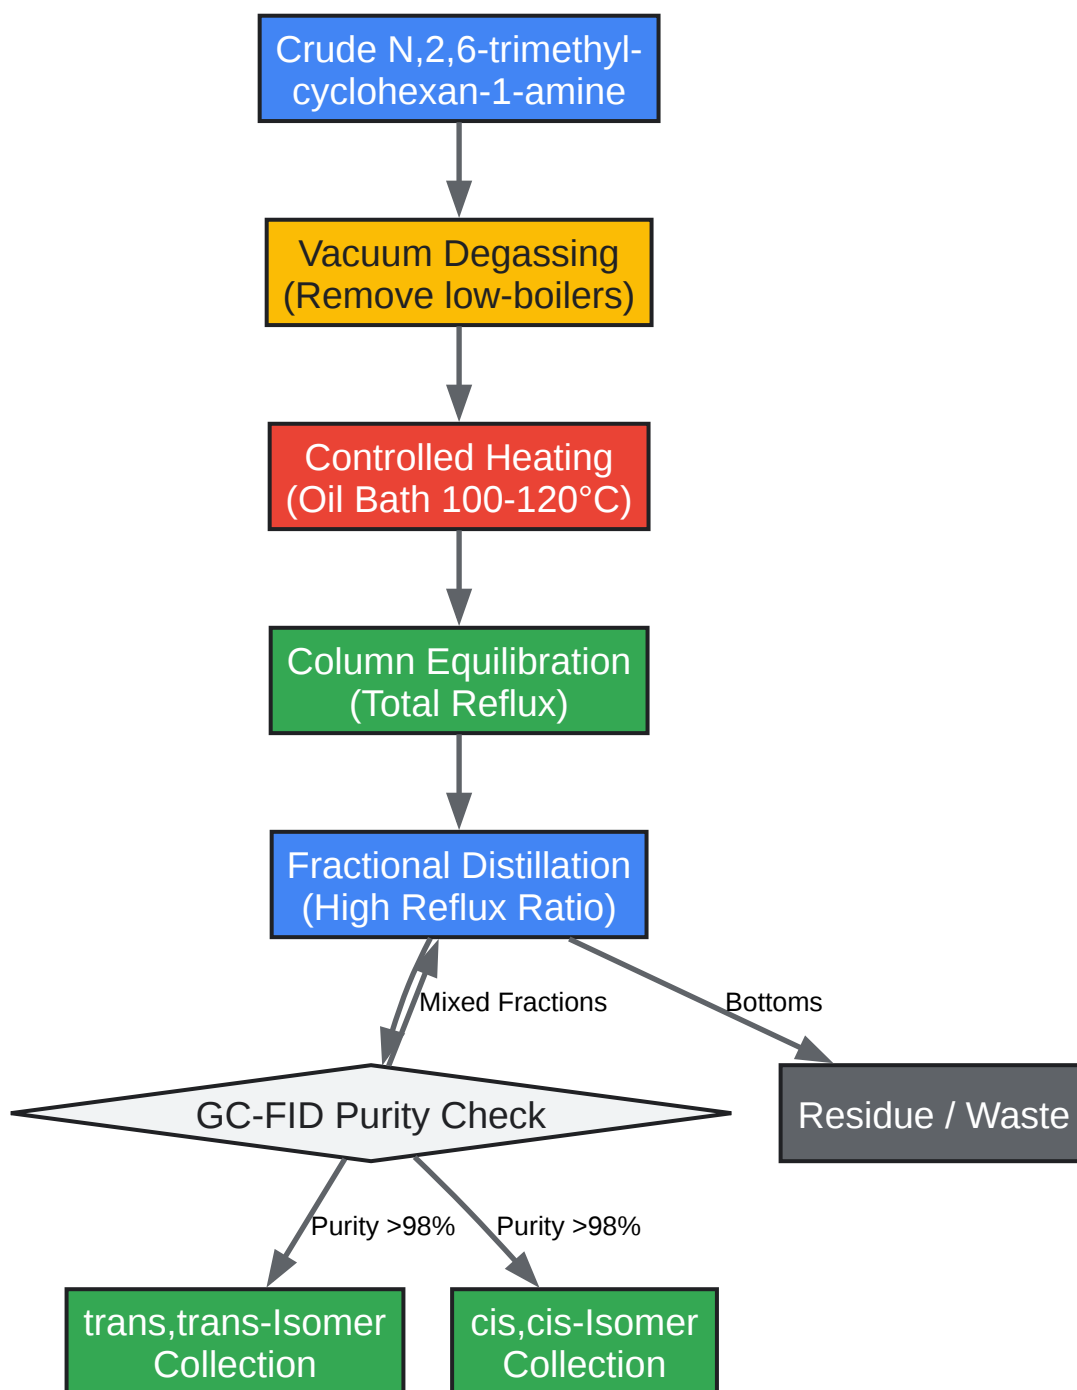 Crude N,2,6-trimethyl-
cyclohexan-1-amine
Vacuum Degassing
(Remove low-boilers)
Controlled Heating
(Oil Bath 100-120°C)
Column Equilibration
(Total Reflux)
Fractional Distillation
(High Reflux Ratio)
Mixed Fractions
Bottoms
GC-FID Purity Check
Residue / Waste
Purity >98%
Purity >98%
trans,trans-Isomer
Collection
cis,cis-Isomer
Collection